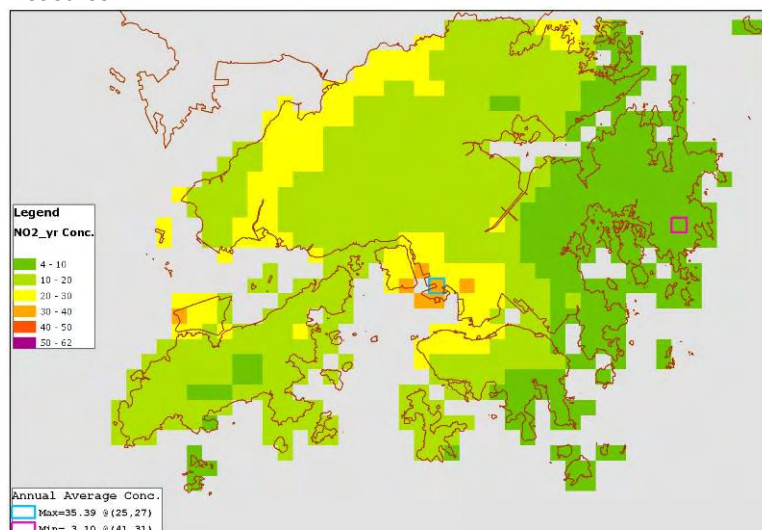 Legend
NO2_yr Conc.
4 - 10
10 - 20
20 - 30
30 - 40
40 - 50
50 - 62
Annual Average Conc.
Max=35.39 @(25,27)
Min= 3.10 @(41,31)